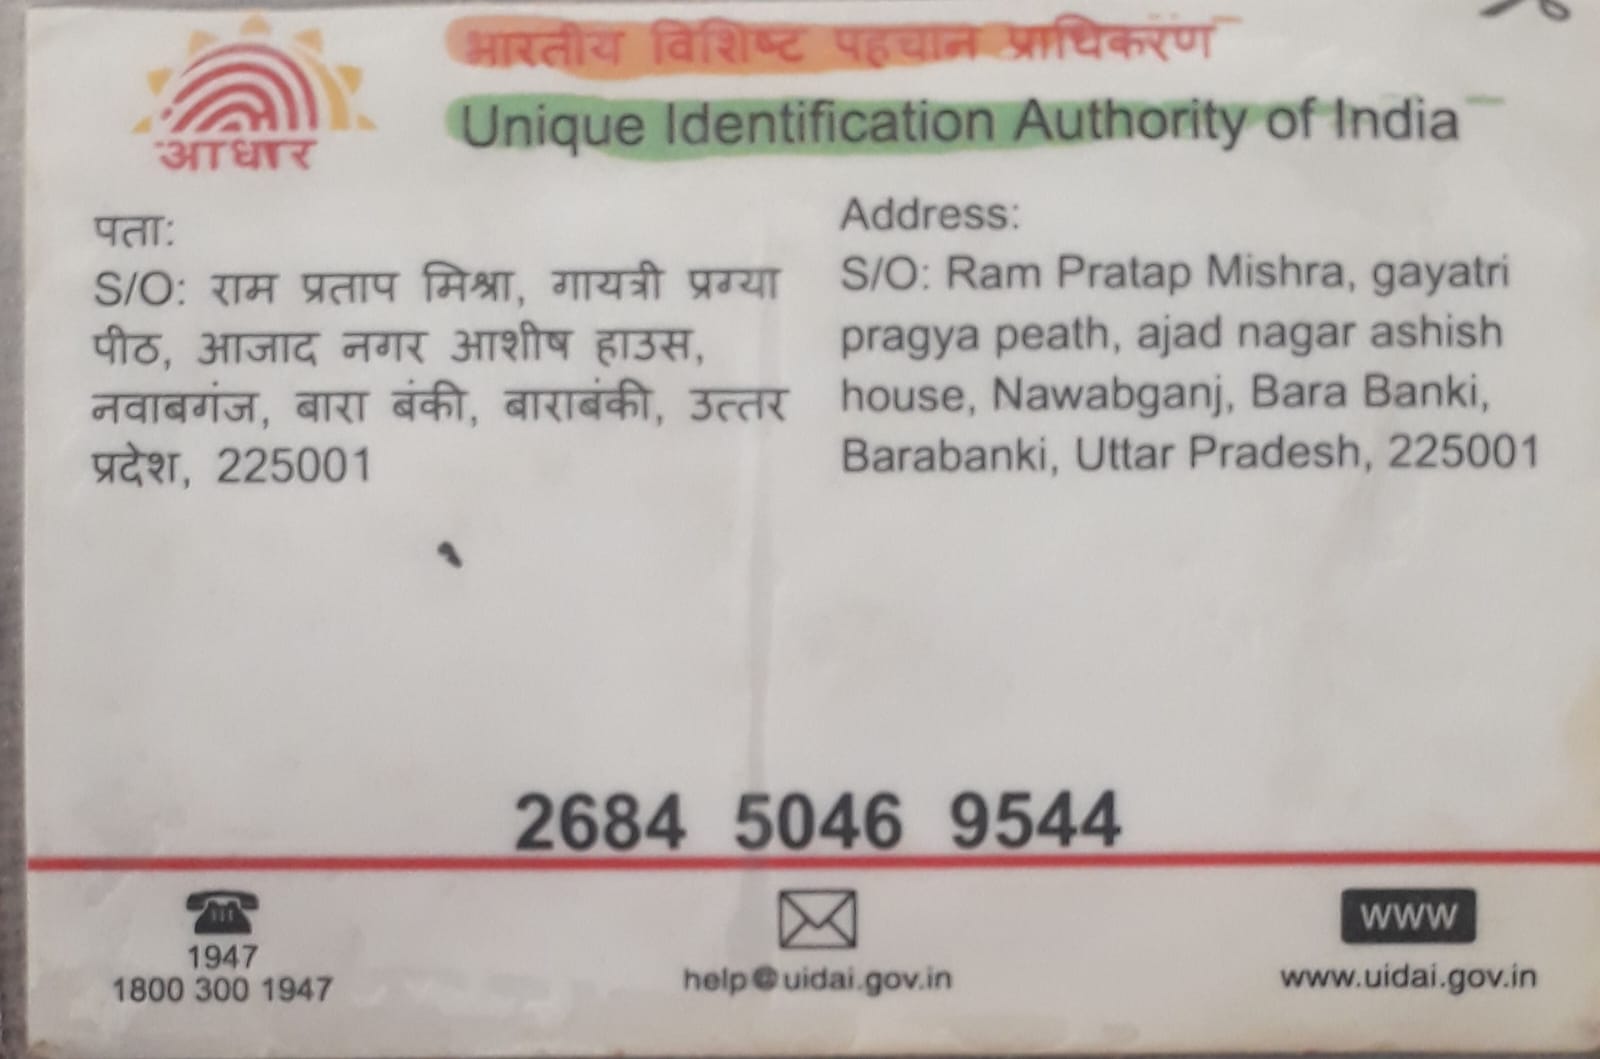 भारतीय विशिष्ट पहचान प्राधिकरण
Unique Identification Authority of India
आधार
पता:
S/O: राम प्रताप मिश्रा, गायत्री प्रग्या
पीठ, आजाद नगर आशीष हाउस,
नवाबगंज, बारा बंकी, बाराबंकी, उत्तर
प्रदेश, 225001
Address:
S/O: Ram Pratap Mishra, gayatri
pragya peath, ajad nagar ashish
house, Nawabganj, Bara Banki,
Barabanki, Uttar Pradesh, 225001
2684 5046 9544
1947
1800 300 1947
help@uidai.gov.in
WWW
www.uidai.gov.in